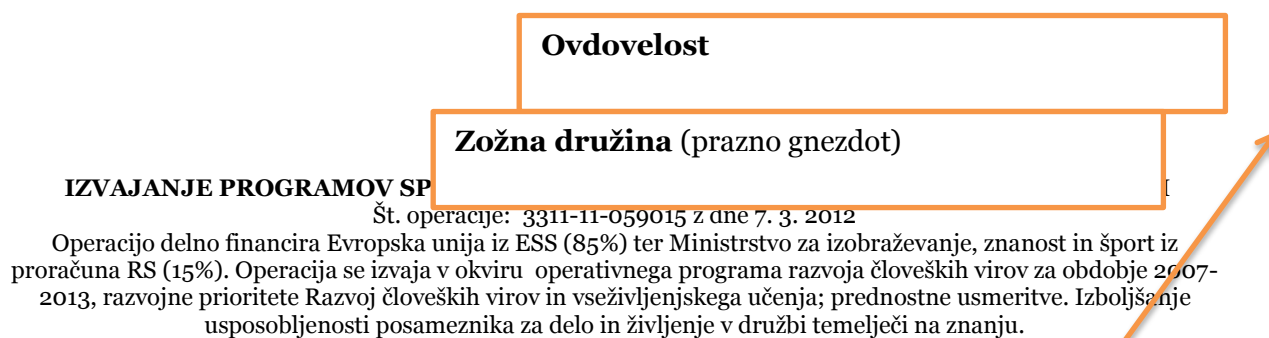 Ovdovelost
Zožna družina (prazno gnezdot)
IZVAJANJE PROGRAMOV
Št. operacije: 3311-11-059015 z dne 7. 3. 2012
Operacijo delno financira Evropska unija iz ESS (85%) ter Ministrstvo za izobraževanje, znanost in šport iz
proračuna RS (15%). Operacija se izvaja v okviru operativnega programa razvoja človeških virov za obdobje 2007-
2013, razvojne prioritete Razvoj človeških virov in vseživljenjskega učenja; prednostne usmeritve. Izboljšanje
usposobljenosti posameznika za delo in življenje v družbi temelječi na znanju.